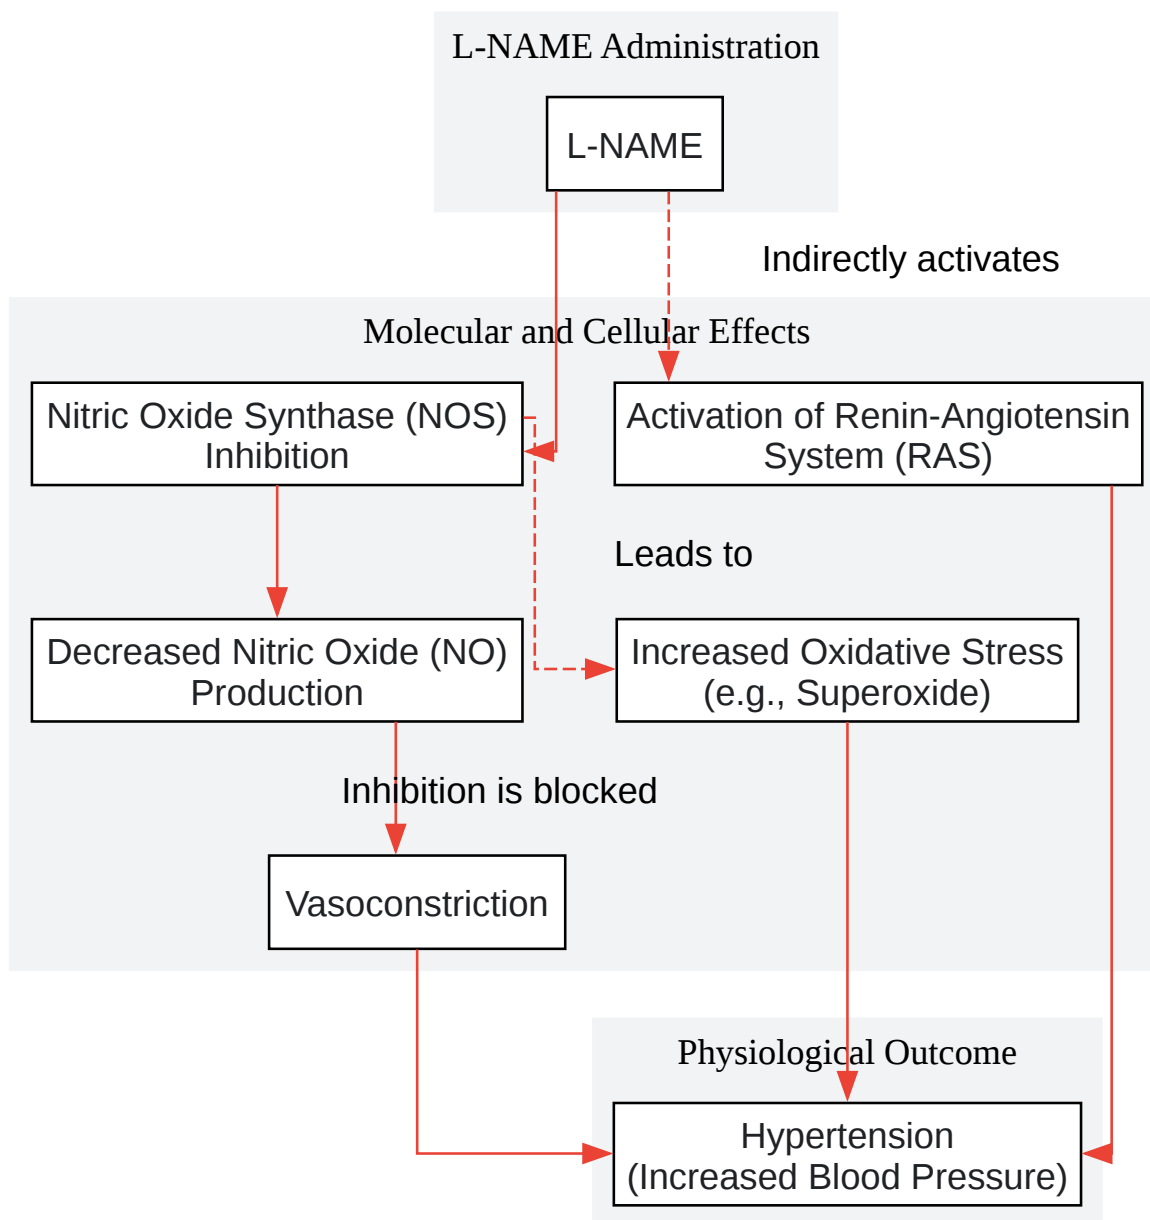 L-NAME Administration
L-NAME
Indirectly activates
Molecular and Cellular Effects
Nitric Oxide Synthase (NOS)
Inhibition
Activation of Renin-Angiotensin
System (RAS)
Leads to
Decreased Nitric Oxide (NO)
Production
Increased Oxidative Stress
(e.g., Superoxide)
Inhibition is blocked
Vasoconstriction
Physiological Outcome
Hypertension
(Increased Blood Pressure)